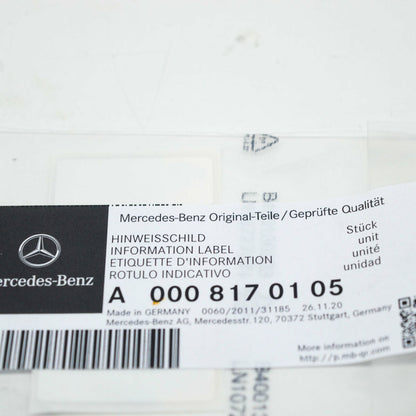 Mercedes-Benz Original-Teile/Geprüfte Qualität
Mercedes-Benz
HINWEISSCHILD
INFORMATION LABEL
ETIQUETTE D'INFORMATION
ROTULO INDICATIVO
Stück
unit
unité
unidad
A 000 817 01 05
Made in GERMANY 0060/2011/31185 26.11.20
Mercedes-Benz AG, Mercedesstr.120, 70372 Stuttgart, Germany
More information on
http://p.mb-qr.com